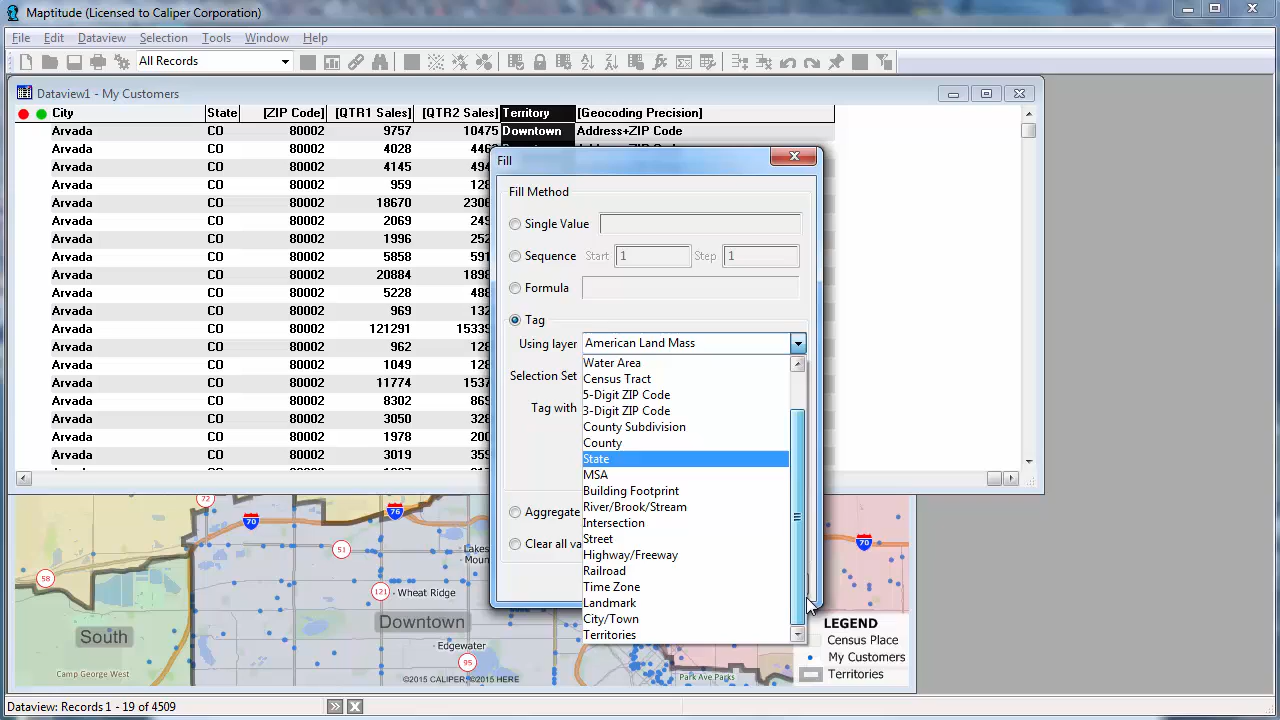 Maptitude (Licensed to Caliper Corporation)
File Edit Dataview Selection Tools Window Help
All Records
Dataview1 - My Customers
City State [ZIP Code] [QTR1 Sales] [QTR2 Sales] Territory [Geocoding Precision]
Arvada CO 80002 9757 10475 Downtown Address+ZIP Code
Arvada CO 80002 4028
Arvada CO 80002 4145
Arvada CO 80002 959
Arvada CO 80002 18670
Arvada CO 80002 2069
Arvada CO 80002 1996
Arvada CO 80002 5858
Arvada CO 80002 20884
Arvada CO 80002 5228
Arvada CO 80002 969
Arvada CO 80002 121291
Arvada CO 80002 962
Arvada CO 80002 1049
Arvada CO 80002 11774
Arvada CO 80002 8302
Arvada CO 80002 3050
Arvada CO 80002 1978
Arvada CO 80002 3019
Fill
Fill Method
Single Value
Sequence Start 1 Step 1
Formula
Tag
Using layer American Land Mass
Selection Set
Tag with
Aggregate
Clear all va
Water Area
Census Tract
5-Digit ZIP Code
3-Digit ZIP Code
County Subdivision
County
State
MSA
Building Footprint
River/Brook/Stream
Intersection
Street
Highway/Freeway
Railroad
Time Zone
Landmark
City/Town
Territories
72
76
70
51
70
58
121
Wheat Ridge
South
Downtown
Edgewater
95
Camp George West
©2015 CALIPER; ©2015 HERE
Park Ave Parks
LEGEND
Census Place
My Customers
Territories
Dataview: Records 1 - 19 of 4509